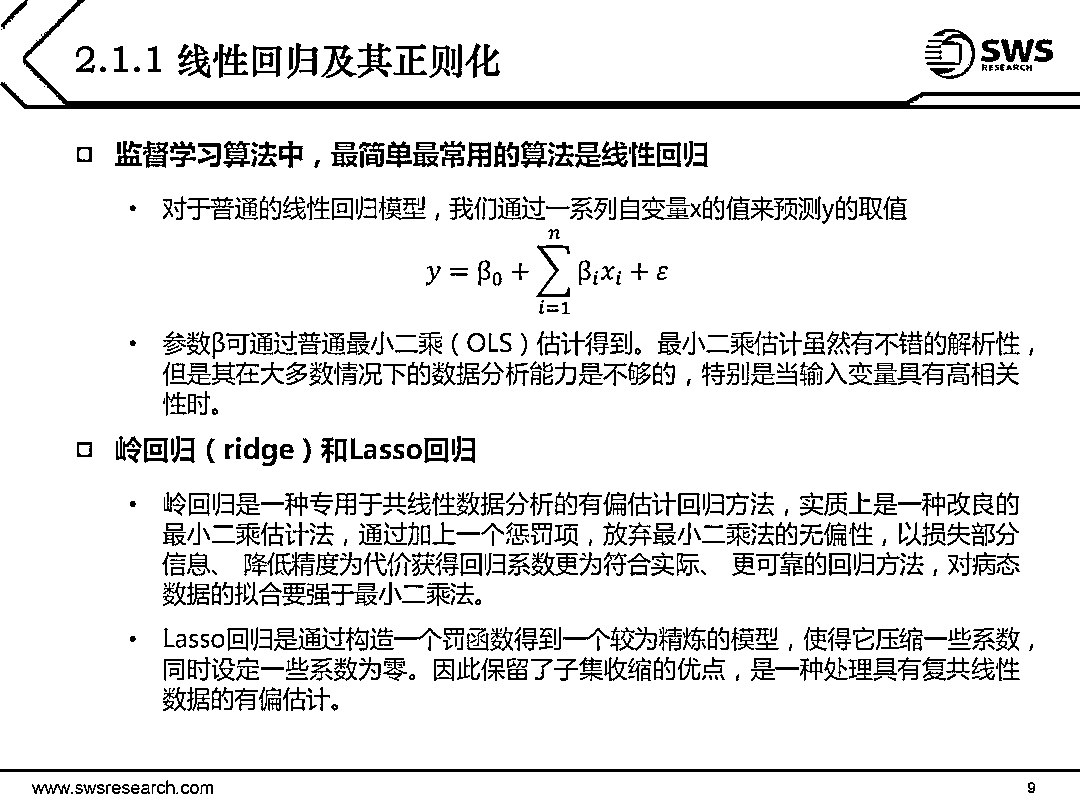 2.1.1 线性回归及其正则化
SWS
RESEARCH
监督学习算法中，最简单最常用的算法是线性回归
• 对于普通的线性回归模型，我们通过一系列自变量x的值来预测y的取值
n
y = β₀ + ∑ βᵢxᵢ + ε
i=1
• 参数β可通过普通最小二乘（OLS）估计得到。最小二乘估计虽然有不错的解析性，
但是其在大多数情况下的数据分析能力是不够的，特别是当输入变量具有高相关
性时。
岭回归（ridge）和Lasso回归
• 岭回归是一种专用于共线性数据分析的有偏估计回归方法，实质上是一种改良的
最小二乘估计法，通过加上一个惩罚项，放弃最小二乘法的无偏性，以损失部分
信息、 降低精度为代价获得回归系数更为符合实际、 更可靠的回归方法，对病态
数据的拟合要强于最小二乘法。
• Lasso回归是通过构造一个罚函数得到一个较为精炼的模型，使得它压缩一些系数，
同时设定一些系数为零。因此保留了子集收缩的优点，是一种处理具有复共线性
数据的有偏估计。
www.swsresearch.com
9